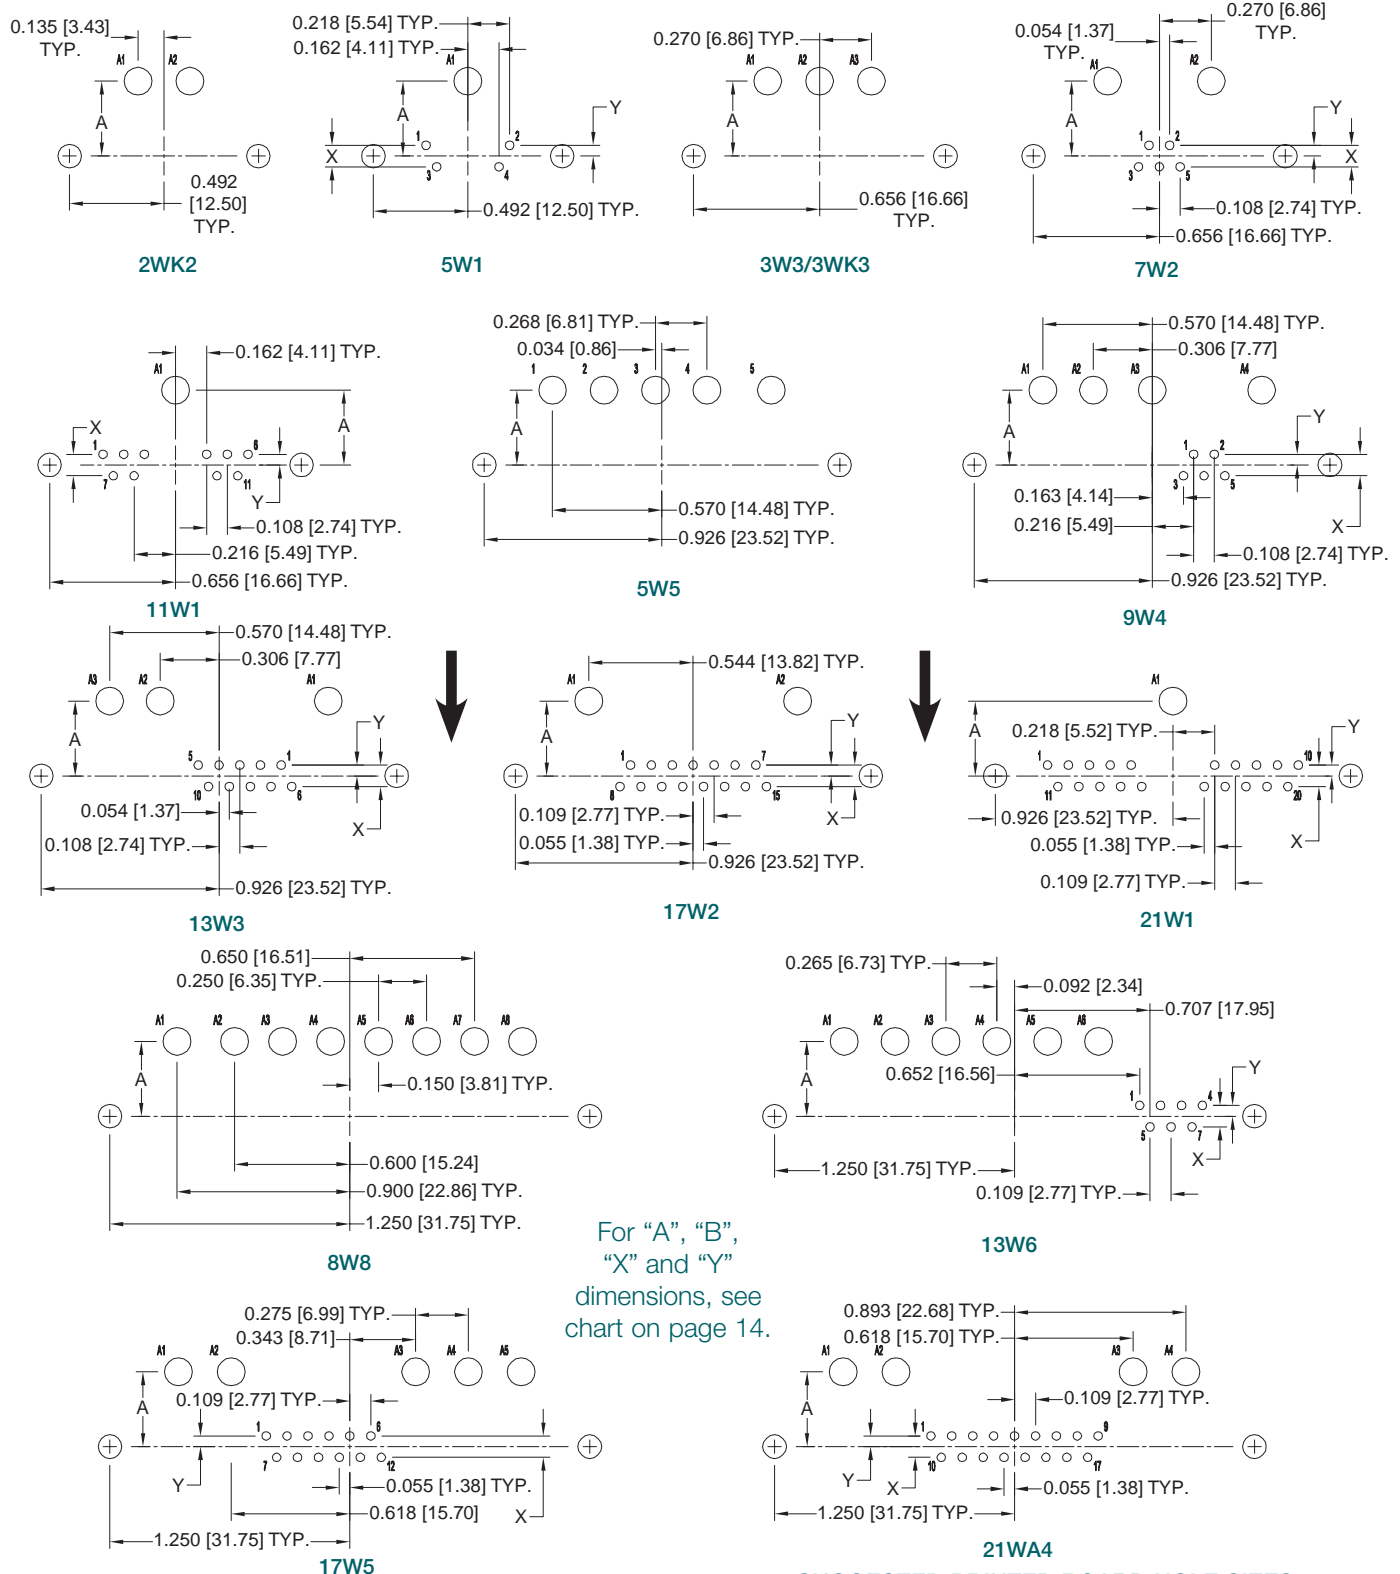 0.135 [3.43]
TYP.
A1 A2
A
0.492
[12.50]
TYP.
2WK2
0.218 [5.54] TYP.
0.162 [4.11] TYP.
A1
A
Y
1 2
X
3 4
0.492 [12.50] TYP.
5W1
0.270 [6.86] TYP.
A1 A2 A3
A
0.656 [16.66]
TYP.
3W3/3WK3
0.270 [6.86]
TYP.
0.054 [1.37]
TYP.
A1 A2
A
Y
1 2
X
3 5
0.108 [2.74] TYP.
0.656 [16.66] TYP.
7W2
0.162 [4.11] TYP.
A1
A
X
1 6
7 11
Y
0.108 [2.74] TYP.
0.216 [5.49] TYP.
0.656 [16.66] TYP.
11W1
0.268 [6.81] TYP.
0.034 [0.86]
1 2 3 4 5
A
0.570 [14.48] TYP.
0.926 [23.52] TYP.
5W5
0.570 [14.48] TYP.
0.306 [7.77]
A1 A2 A3 A4
A
Y
1 2
3 5
0.163 [4.14]
0.216 [5.49]
X
0.108 [2.74] TYP.
0.926 [23.52] TYP.
9W4
0.570 [14.48] TYP.
0.306 [7.77]
A3 A2 A1
A
Y
5 1
10 6
0.054 [1.37]
X
0.108 [2.74] TYP.
0.926 [23.52] TYP.
13W3
0.544 [13.82] TYP.
A1 A2
A
Y
1 7
8 15
0.109 [2.77] TYP.
X
0.055 [1.38] TYP.
0.926 [23.52] TYP.
17W2
A1
0.218 [5.52] TYP.
A
Y
1 10
11 20
0.926 [23.52] TYP.
0.055 [1.38] TYP.
X
0.109 [2.77] TYP.
21W1
0.650 [16.51]
0.250 [6.35] TYP.
A1 A2 A3 A4 A5 A6 A7 A8
A
0.150 [3.81] TYP.
0.600 [15.24]
0.900 [22.86] TYP.
1.250 [31.75] TYP.
8W8
0.265 [6.73] TYP.
0.092 [2.34]
0.707 [17.95]
A1 A2 A3 A4 A5 A6
A
0.652 [16.56]
Y
1 4
5 7
X
1.250 [31.75] TYP.
0.109 [2.77] TYP.
13W6
For “A”, “B”,
“X” and “Y”
dimensions, see
chart on page 14.
0.275 [6.99] TYP.
0.343 [8.71]
A1 A2 A3 A4 A5
A
0.109 [2.77] TYP.
1 6
7 12
Y
0.055 [1.38] TYP.
0.618 [15.70]
X
1.250 [31.75] TYP.
17W5
0.893 [22.68] TYP.
0.618 [15.70] TYP.
A1 A2 A3 A4
A
0.109 [2.77] TYP.
1 9
10 17
Y
X
0.055 [1.38] TYP.
1.250 [31.75] TYP.
21WA4